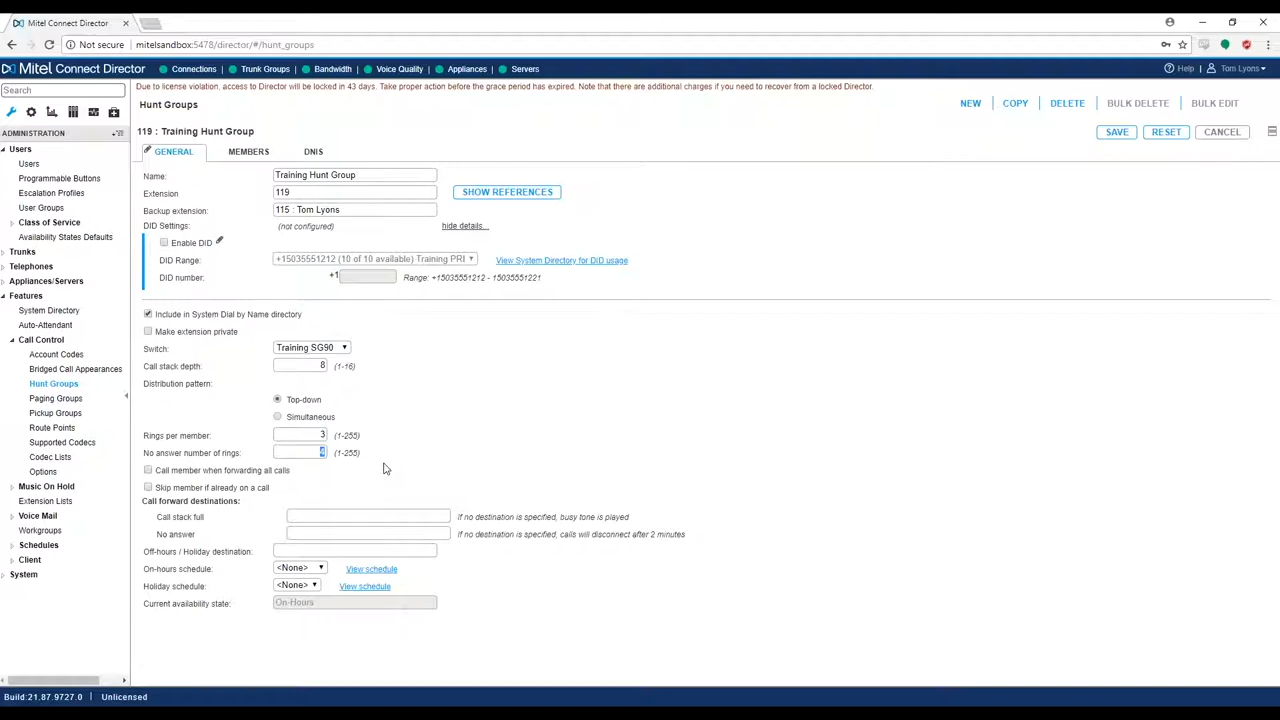 Mitel Connect Director
Not secure mitelsandbox:5478/director/#/hunt_groups
Mitel Connect Director Connections Trunk Groups Bandwidth Voice Quality Appliances Servers Help Tom Lyons
Search
Due to license violation, access to Director will be locked in 43 days. Take proper action before the grace period has expired. Note that there are additional charges if you need to recover from a locked Director.
Hunt Groups NEW COPY DELETE BULK DELETE BULK EDIT
119 : Training Hunt Group SAVE RESET CANCEL
GENERAL MEMBERS DNIS
ADMINISTRATION
Users
Users
Programmable Buttons
Escalation Profiles
User Groups
Class of Service
Availability States Defaults
Trunks
Telephones
Appliances/Servers
Features
System Directory
Auto-Attendant
Call Control
Account Codes
Bridged Call Appearances
Hunt Groups
Paging Groups
Pickup Groups
Route Points
Supported Codecs
Codec Lists
Options
Music On Hold
Extension Lists
Voice Mail
Workgroups
Schedules
Client
System
Name: Training Hunt Group
Extension 119 SHOW REFERENCES
Backup extension: 115 : Tom Lyons
DID Settings: (not configured) hide details...
Enable DID
DID Range: +15035551212 (10 of 10 available) Training PRI View System Directory for DID usage
DID number: +1 Range: +15035551212 - 15035551221
Include in System Dial by Name directory
Make extension private
Switch: Training SG90
Call stack depth: 8 (1-16)
Distribution pattern:
Top-down
Simultaneous
Rings per member: 3 (1-255)
No answer number of rings: 4 (1-255)
Call member when forwarding all calls
Skip member if already on a call
Call forward destinations:
Call stack full if no destination is specified, busy tone is played
No answer if no destination is specified, calls will disconnect after 2 minutes
Off-hours / Holiday destination:
On-hours schedule: <None> View schedule
Holiday schedule: <None> View schedule
Current availability state: On-Hours
Build:21.87.9727.0 Unlicensed